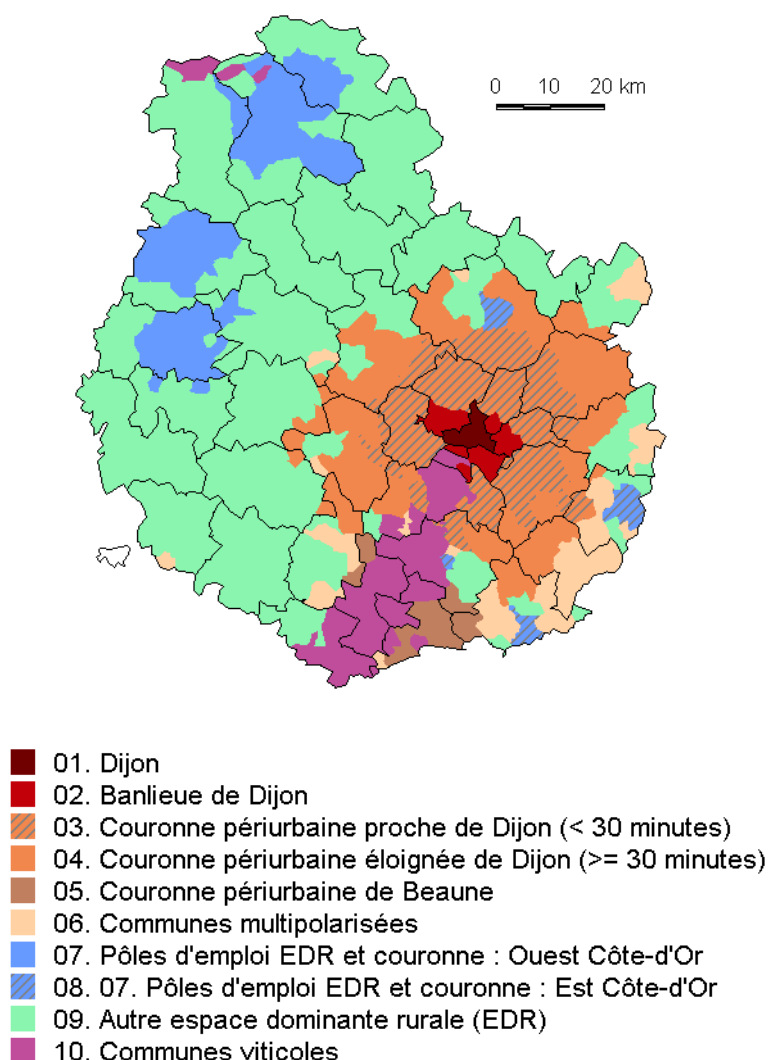 0 10 20 km
01. Dijon
02. Banlieue de Dijon
03. Couronne périurbaine proche de Dijon (< 30 minutes)
04. Couronne périurbaine éloignée de Dijon (>= 30 minutes)
05. Couronne périurbaine de Beaune
06. Communes multipolarisées
07. Pôles d'emploi EDR et couronne : Ouest Côte-d'Or
08. 07. Pôles d'emploi EDR et couronne : Est Côte-d'Or
09. Autre espace dominante rurale (EDR)
10. Communes viticoles